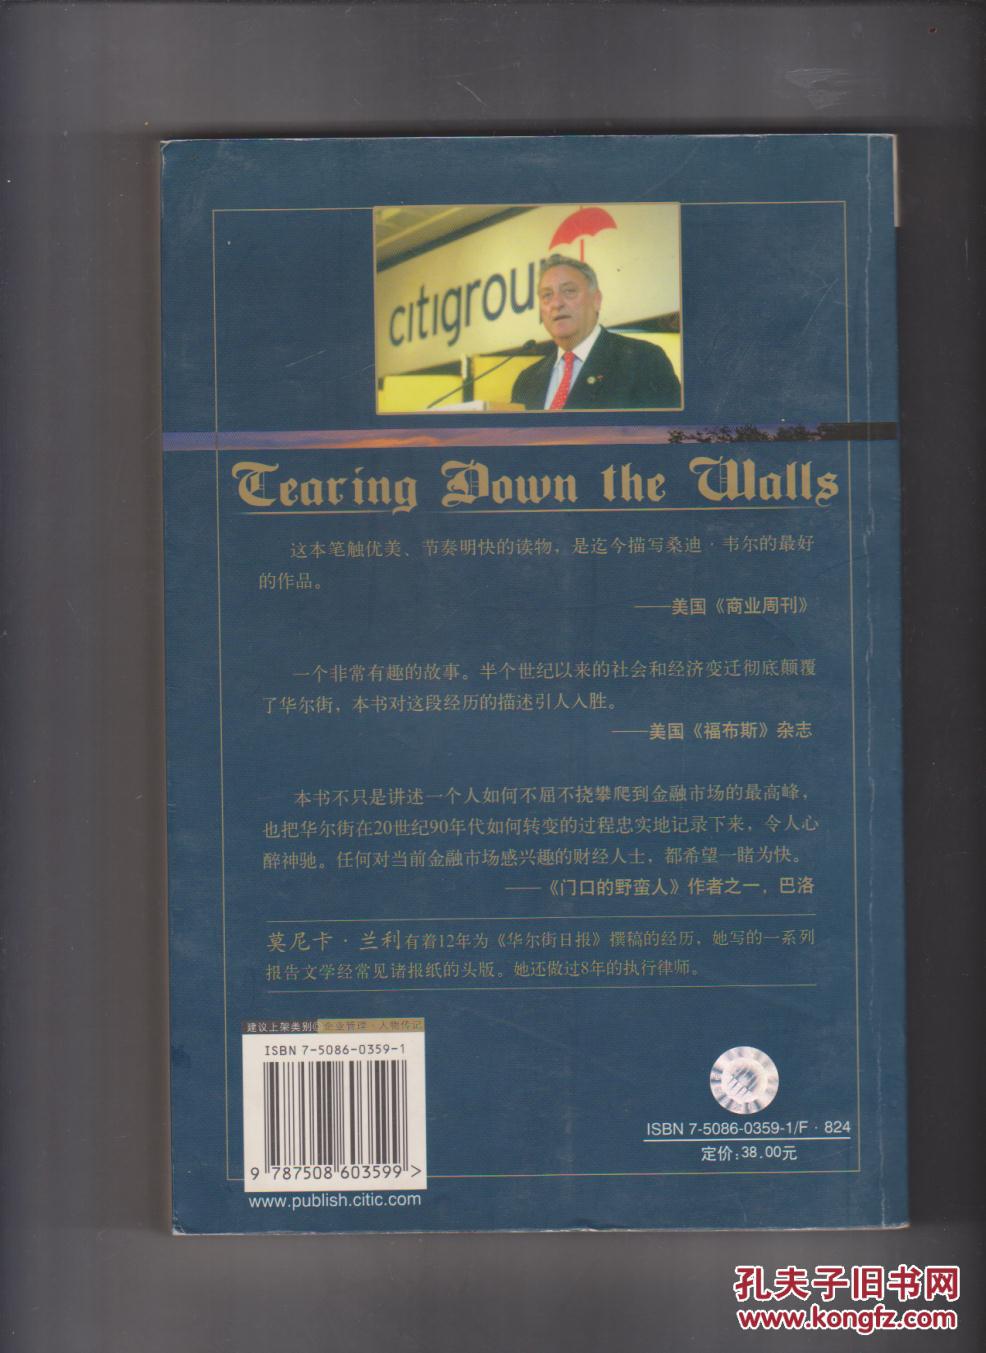 citigroup
Tearing Down the Walls
这本笔触优美、节奏明快的读物，是迄今描写桑迪·韦尔的最好
的作品。
——美国《商业周刊》
一个非常有趣的故事。半个世纪以来的社会和经济变迁彻底颠覆
了华尔街，本书对这段经历的描述引人入胜。
——美国《福布斯》杂志
本书不只是讲述一个人如何不屈不挠攀爬到金融市场的最高峰，
也把华尔街在20世纪90年代如何转变的过程忠实地记录下来，令人心
醉神驰。任何对当前金融市场感兴趣的财经人士，都希望一睹为快。
——《门口的野蛮人》作者之一，巴洛
莫尼卡·兰利有着12年为《华尔街日报》撰稿的经历，她写的一系列
报告文学经常见诸报纸的头版。她还做过8年的执行律师。
建议上架类别◎企业管理·人物传记
ISBN 7-5086-0359-1
9 787508 603599 >
www.publish.citic.com
ISBN 7-5086-0359-1/F · 824
定价:38.00元
孔夫子旧书网
www.kongfz.com